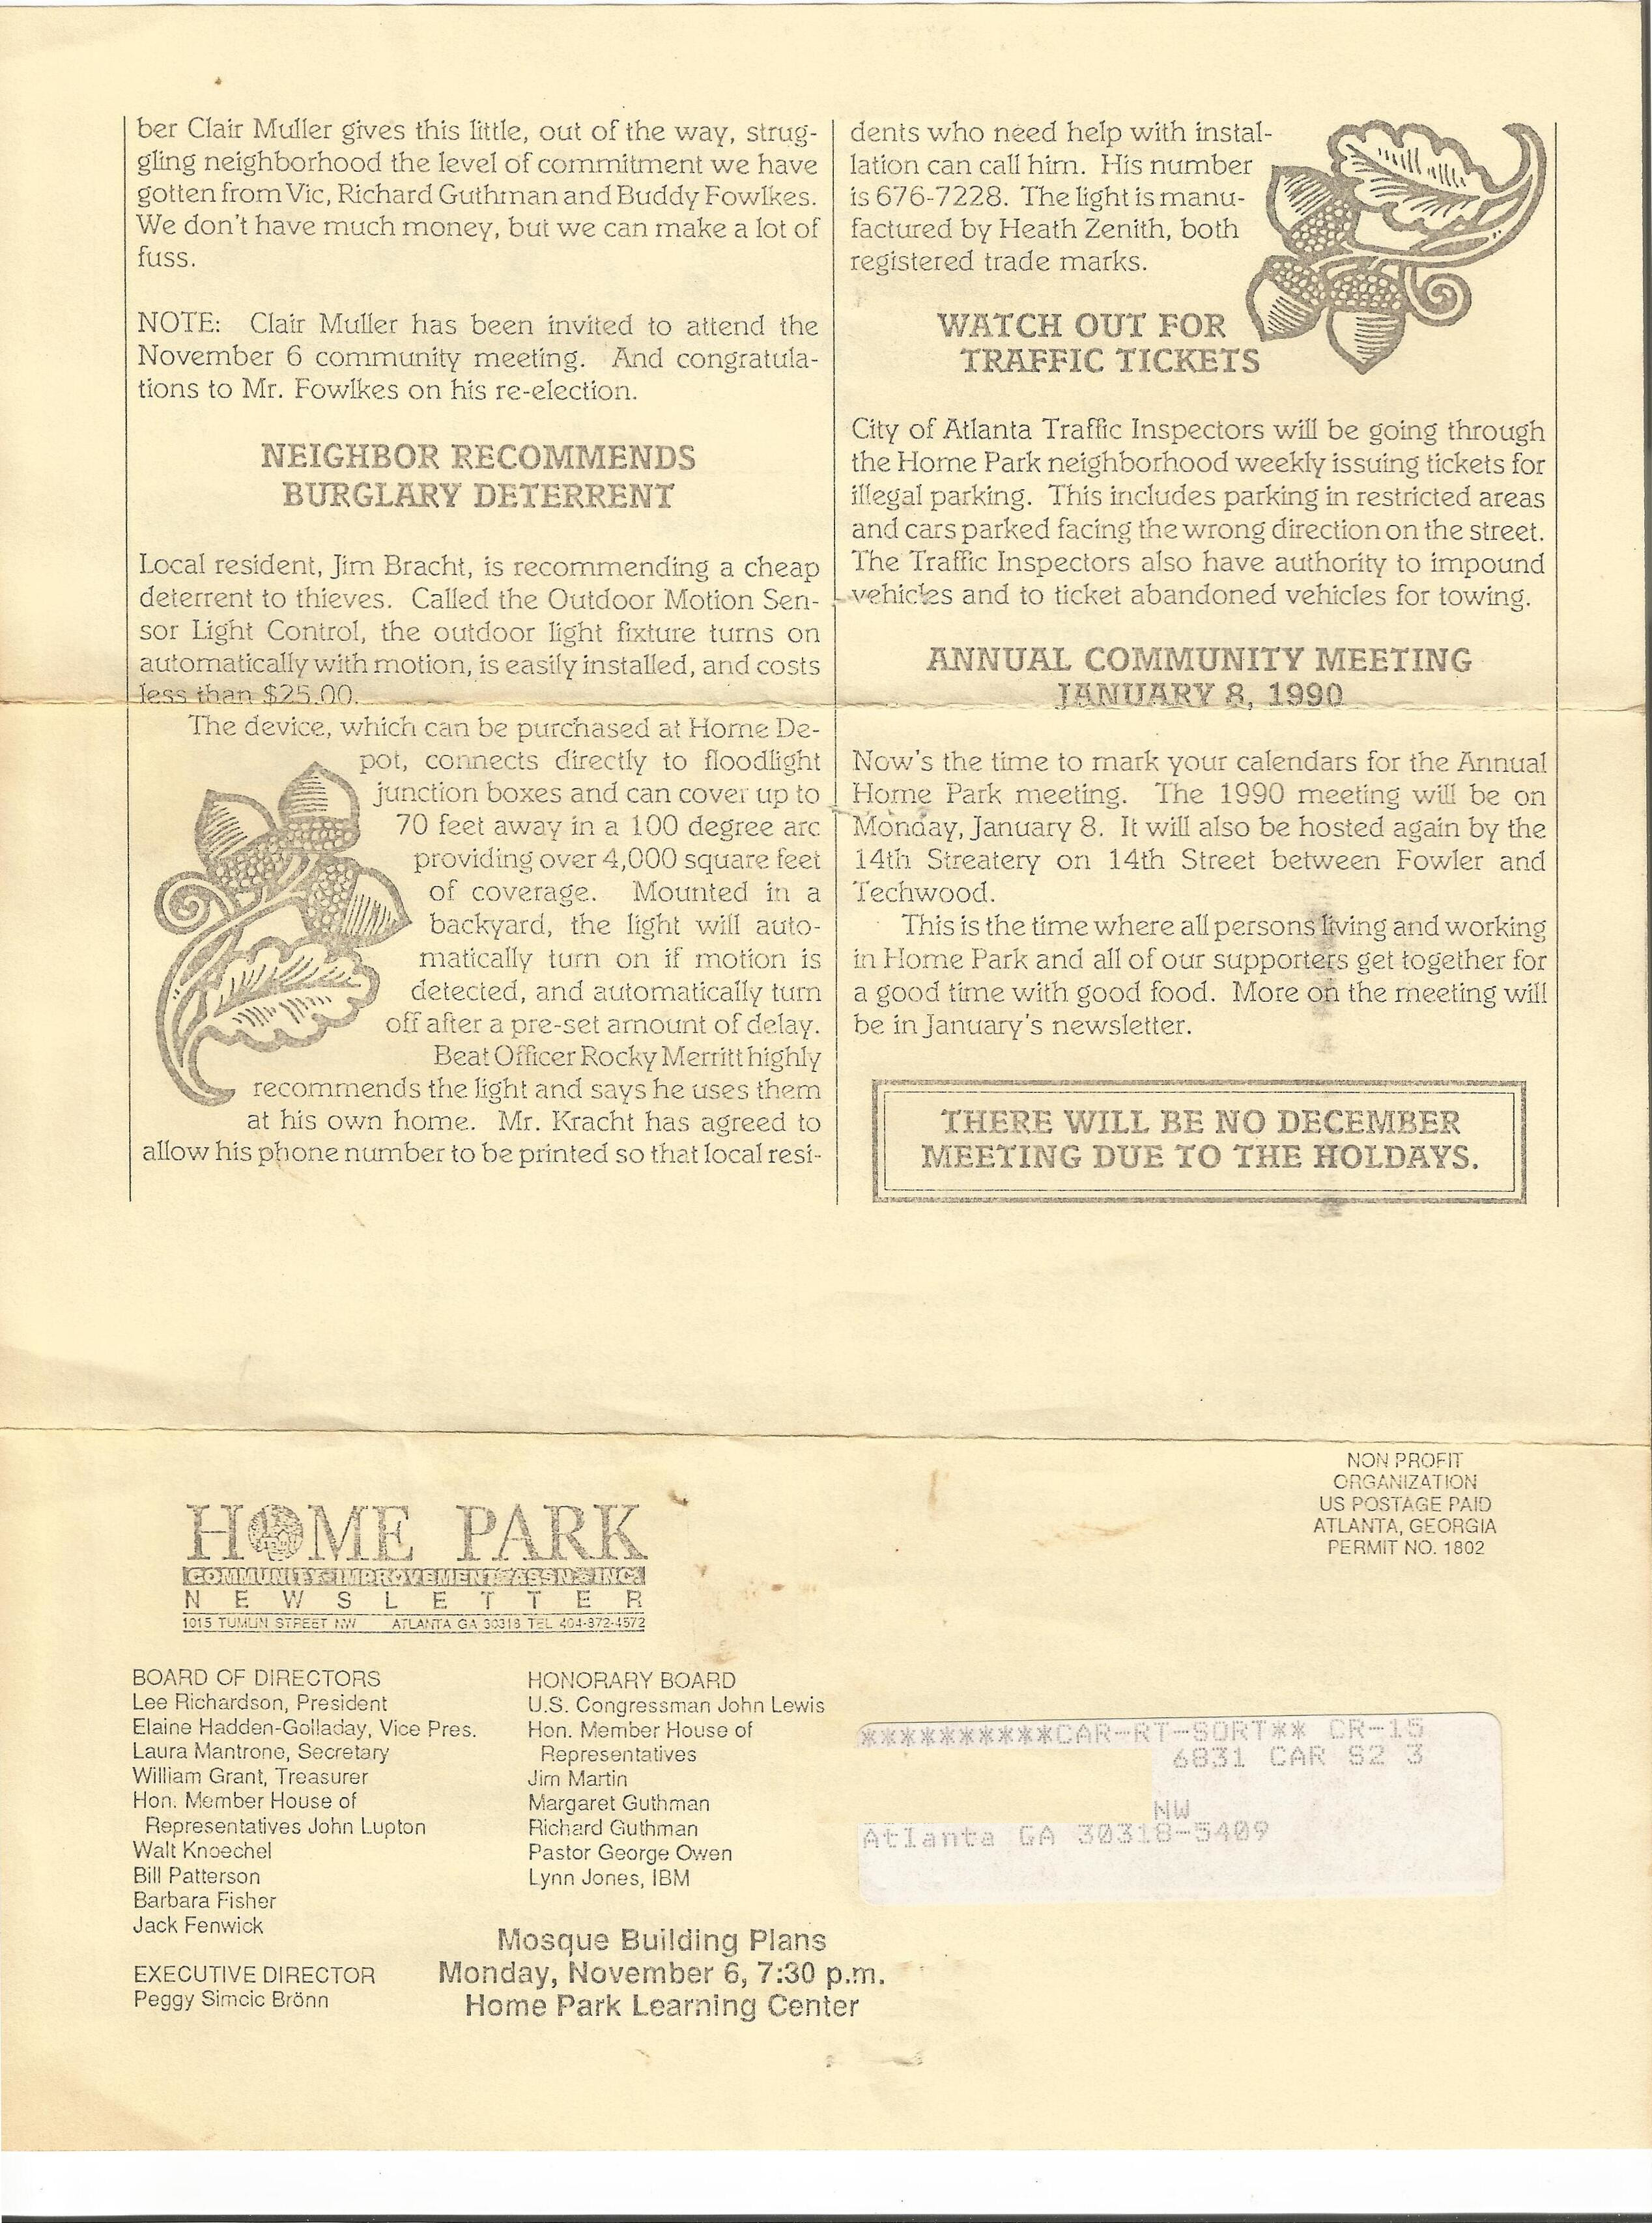 ber Clair Muller gives this little, out of the way, strug-
gling neighborhood the level of commitment we have
gotten from Vic, Richard Guthman and Buddy Fowlkes.
We don't have much money, but we can make a lot of
fuss.
NOTE: Clair Muller has been invited to attend the
November 6 community meeting. And congratula-
tions to Mr. Fowlkes on his re-election.
NEIGHBOR RECOMMENDS
BURGLARY DETERRENT
Local resident, Jim Bracht, is recommending a cheap
deterrent to thieves. Called the Outdoor Motion Sen-
sor Light Control, the outdoor light fixture turns on
automatically with motion, is easily installed, and costs
less than $25.00.
The device, which can be purchased at Home De-
pot, connects directly to floodlight
junction boxes and can cover up to
70 feet away in a 100 degree arc
providing over 4,000 square feet
of coverage. Mounted in a
backyard, the light will auto-
matically turn on if motion is
detected, and automatically turn
off after a pre-set amount of delay.
Beat Officer Rocky Merritt highly
recommends the light and says he uses them
at his own home. Mr. Kracht has agreed to
allow his phone number to be printed so that local resi-
dents who need help with instal-
lation can call him. His number
is 676-7228. The light is manu-
factured by Heath Zenith, both
registered trade marks.
WATCH OUT FOR
TRAFFIC TICKETS
City of Atlanta Traffic Inspectors will be going through
the Home Park neighborhood weekly issuing tickets for
illegal parking. This includes parking in restricted areas
and cars parked facing the wrong direction on the street.
The Traffic Inspectors also have authority to impound
vehicles and to ticket abandoned vehicles for towing.
ANNUAL COMMUNITY MEETING
JANUARY 8, 1990
Now's the time to mark your calendars for the Annual
Home Park meeting. The 1990 meeting will be on
Monday, January 8. It will also be hosted again by the
14th Streatery on 14th Street between Fowler and
Techwood.
This is the time where all persons living and working
in Home Park and all of our supporters get together for
a good time with good food. More on the meeting will
be in January's newsletter.
THERE WILL BE NO DECEMBER
MEETING DUE TO THE HOLDAYS.
NON PROFIT
ORGANIZATION
US POSTAGE PAID
ATLANTA, GEORGIA
PERMIT NO. 1802
HOME PARK
COMMUNITY IMPROVEMENT ASSN INC.
NEWSLETTER
1015 TUMLIN STREET NW ATLANTA GA 30318 TEL 404-872-4572
BOARD OF DIRECTORS
Lee Richardson, President
Elaine Hadden-Golladay, Vice Pres.
Laura Mantrone, Secretary
William Grant, Treasurer
Hon. Member House of
Representatives John Lupton
Walt Knoechel
Bill Patterson
Barbara Fisher
Jack Fenwick
EXECUTIVE DIRECTOR
Peggy Simcic Brönn
HONORARY BOARD
U.S. Congressman John Lewis
Hon. Member House of
Representatives
Jim Martin
Margaret Guthman
Richard Guthman
Pastor George Owen
Lynn Jones, IBM
Mosque Building Plans
Monday, November 6, 7:30 p.m.
Home Park Learning Center
**********CAR-RT-SORT** CR-15
6831 CAR S2 3
NW
Atlanta GA 30318-5409